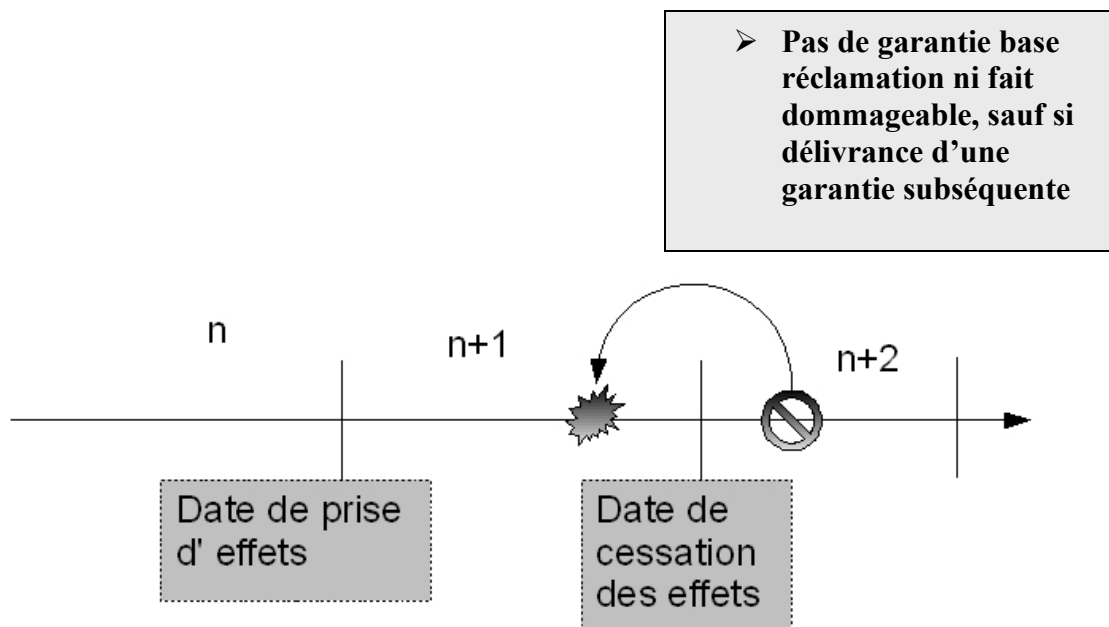 ➢ Pas de garantie base
réclamation ni fait
dommageable, sauf si
délivrance d’une
garantie subséquente
n
n+1
n+2
Date de prise
d' effets
Date de
cessation
des effets